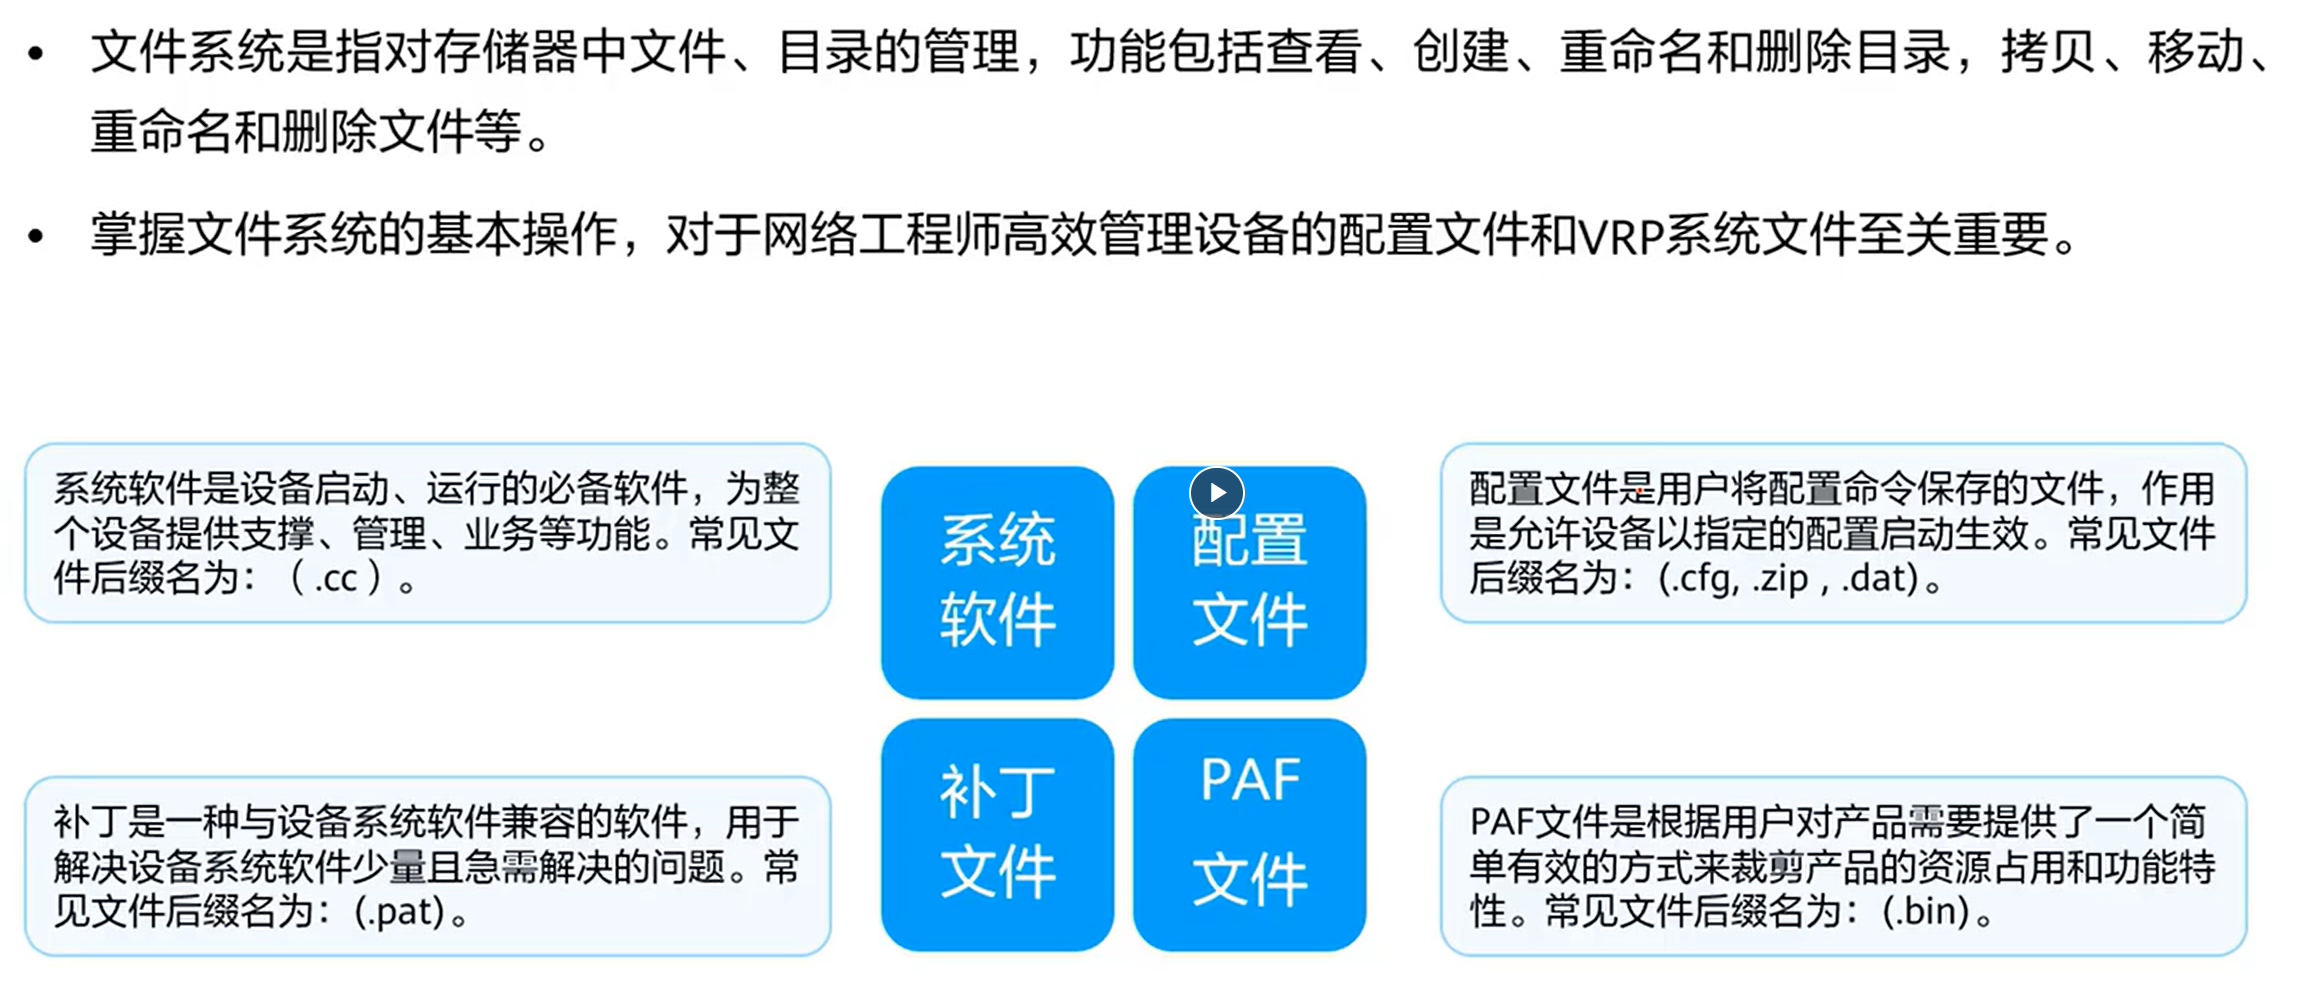 • 文件系统是指对存储器中文件、目录的管理，功能包括查看、创建、重命名和删除目录，拷贝、移动、
重命名和删除文件等。
• 掌握文件系统的基本操作，对于网络工程师高效管理设备的配置文件和VRP系统文件至关重要。
系统软件是设备启动、运行的必备软件，为整
个设备提供支撑、管理、业务等功能。常见文
件后缀名为：（ .cc ）。
系统
软件
配置
文件
配置文件是用户将配置命令保存的文件，作用
是允许设备以指定的配置启动生效。常见文件
后缀名为：(.cfg, .zip , .dat)。
补丁是一种与设备系统软件兼容的软件，用于
解决设备系统软件少量且急需解决的问题。常
见文件后缀名为：(.pat)。
补丁
文件
PAF
文件
PAF文件是根据用户对产品需要提供了一个简
单有效的方式来裁剪产品的资源占用和功能特
性。常见文件后缀名为：(.bin)。